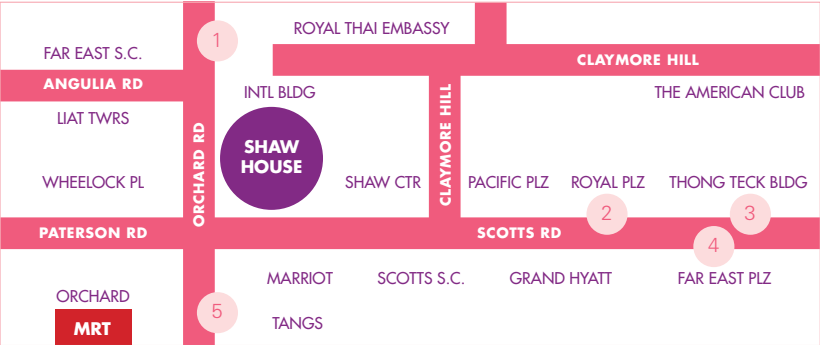 1
ROYAL THAI EMBASSY
FAR EAST S.C.
CLAYMORE HILL
ANGULIA RD
INTL BLDG
THE AMERICAN CLUB
LIAT TWRS
ORCHARD RD
SHAW
HOUSE
CLAYMORE HILL
WHEELOCK PL
SHAW CTR
PACIFIC PLZ
ROYAL PLZ
THONG TECK BLDG
2
3
PATERSON RD
SCOTTS RD
4
MARRIOT
SCOTTS S.C.
GRAND HYATT
FAR EAST PLZ
ORCHARD
MRT
5
TANGS